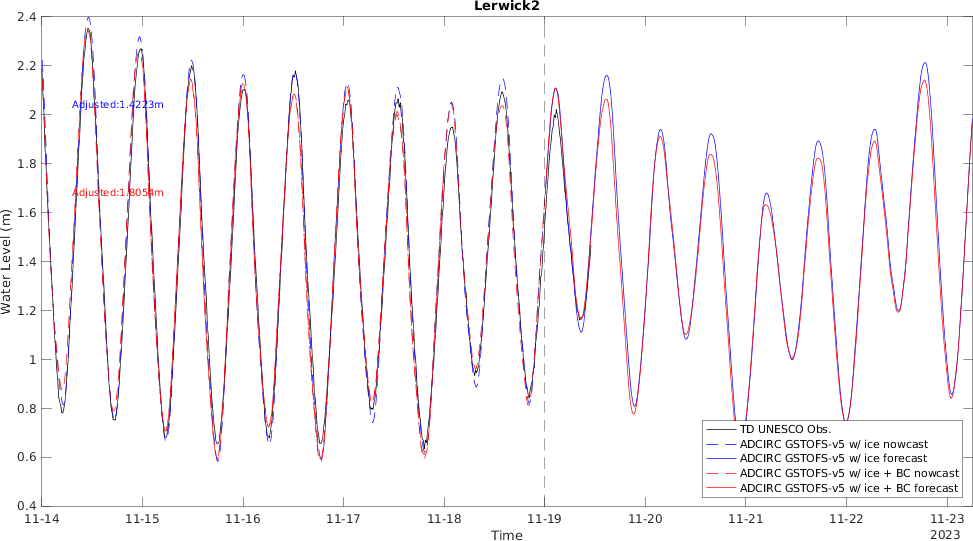 Lerwick2
2.4
2.2
2
1.8
1.6
1.4
1.2
1
0.8
0.6
0.4
Water Level (m)
Adjusted:1.4223m
Adjusted:1.8054m
TD UNESCO Obs.
ADCIRC GSTOFS-v5 w/ ice nowcast
ADCIRC GSTOFS-v5 w/ ice forecast
ADCIRC GSTOFS-v5 w/ ice + BC nowcast
ADCIRC GSTOFS-v5 w/ ice + BC forecast
11-14 11-15 11-16 11-17 11-18 11-19 11-20 11-21 11-22 11-23
Time
2023